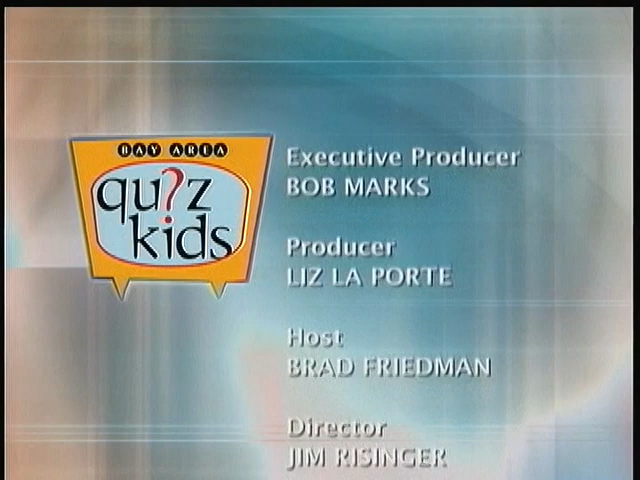 BAY AREA
qu?z
kids
Executive Producer
BOB MARKS
Producer
LIZ LA PORTE
Host
BRAD FRIEDMAN
Director
JIM RISINGER